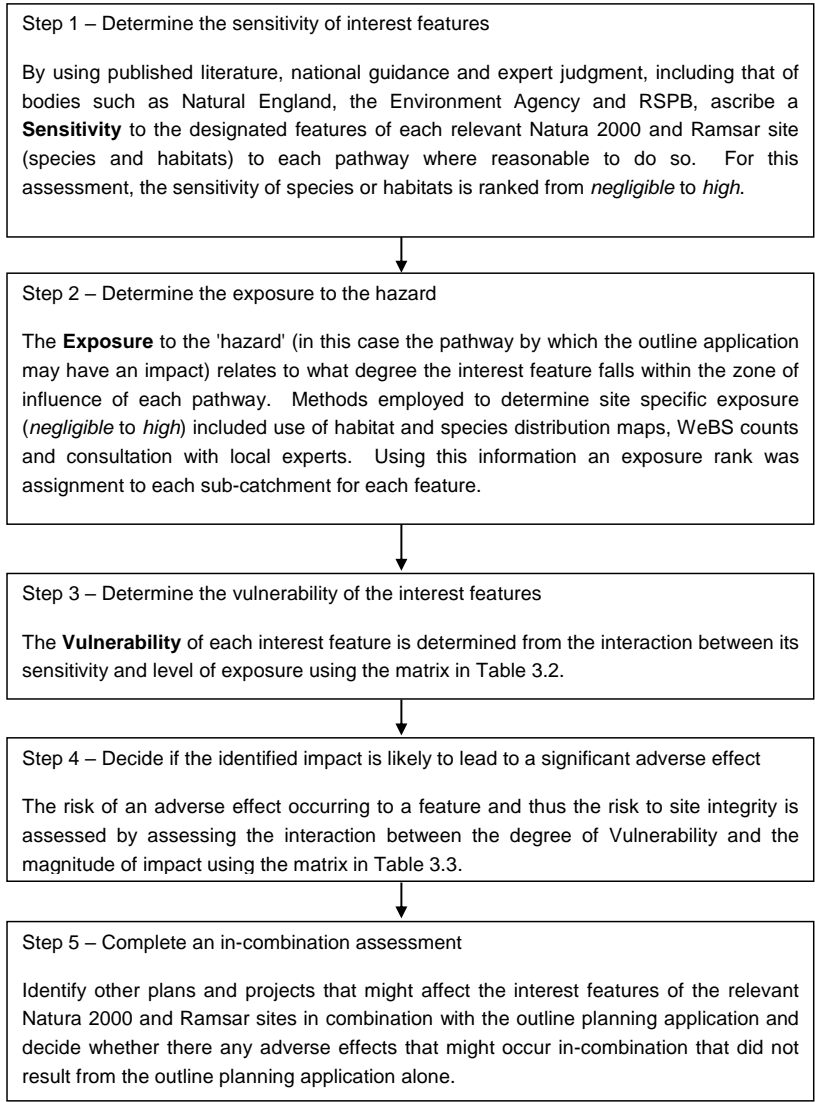 Step 1 – Determine the sensitivity of interest features
By using published literature, national guidance and expert judgment, including that of
bodies such as Natural England, the Environment Agency and RSPB, ascribe a
Sensitivity to the designated features of each relevant Natura 2000 and Ramsar site
(species and habitats) to each pathway where reasonable to do so. For this
assessment, the sensitivity of species or habitats is ranked from negligible to high.
Step 2 – Determine the exposure to the hazard
The Exposure to the 'hazard' (in this case the pathway by which the outline application
may have an impact) relates to what degree the interest feature falls within the zone of
influence of each pathway. Methods employed to determine site specific exposure
(negligible to high) included use of habitat and species distribution maps, WeBS counts
and consultation with local experts. Using this information an exposure rank was
assignment to each sub-catchment for each feature.
Step 3 – Determine the vulnerability of the interest features
The Vulnerability of each interest feature is determined from the interaction between its
sensitivity and level of exposure using the matrix in Table 3.2.
Step 4 – Decide if the identified impact is likely to lead to a significant adverse effect
The risk of an adverse effect occurring to a feature and thus the risk to site integrity is
assessed by assessing the interaction between the degree of Vulnerability and the
magnitude of impact using the matrix in Table 3.3.
Step 5 – Complete an in-combination assessment
Identify other plans and projects that might affect the interest features of the relevant
Natura 2000 and Ramsar sites in combination with the outline planning application and
decide whether there any adverse effects that might occur in-combination that did not
result from the outline planning application alone.